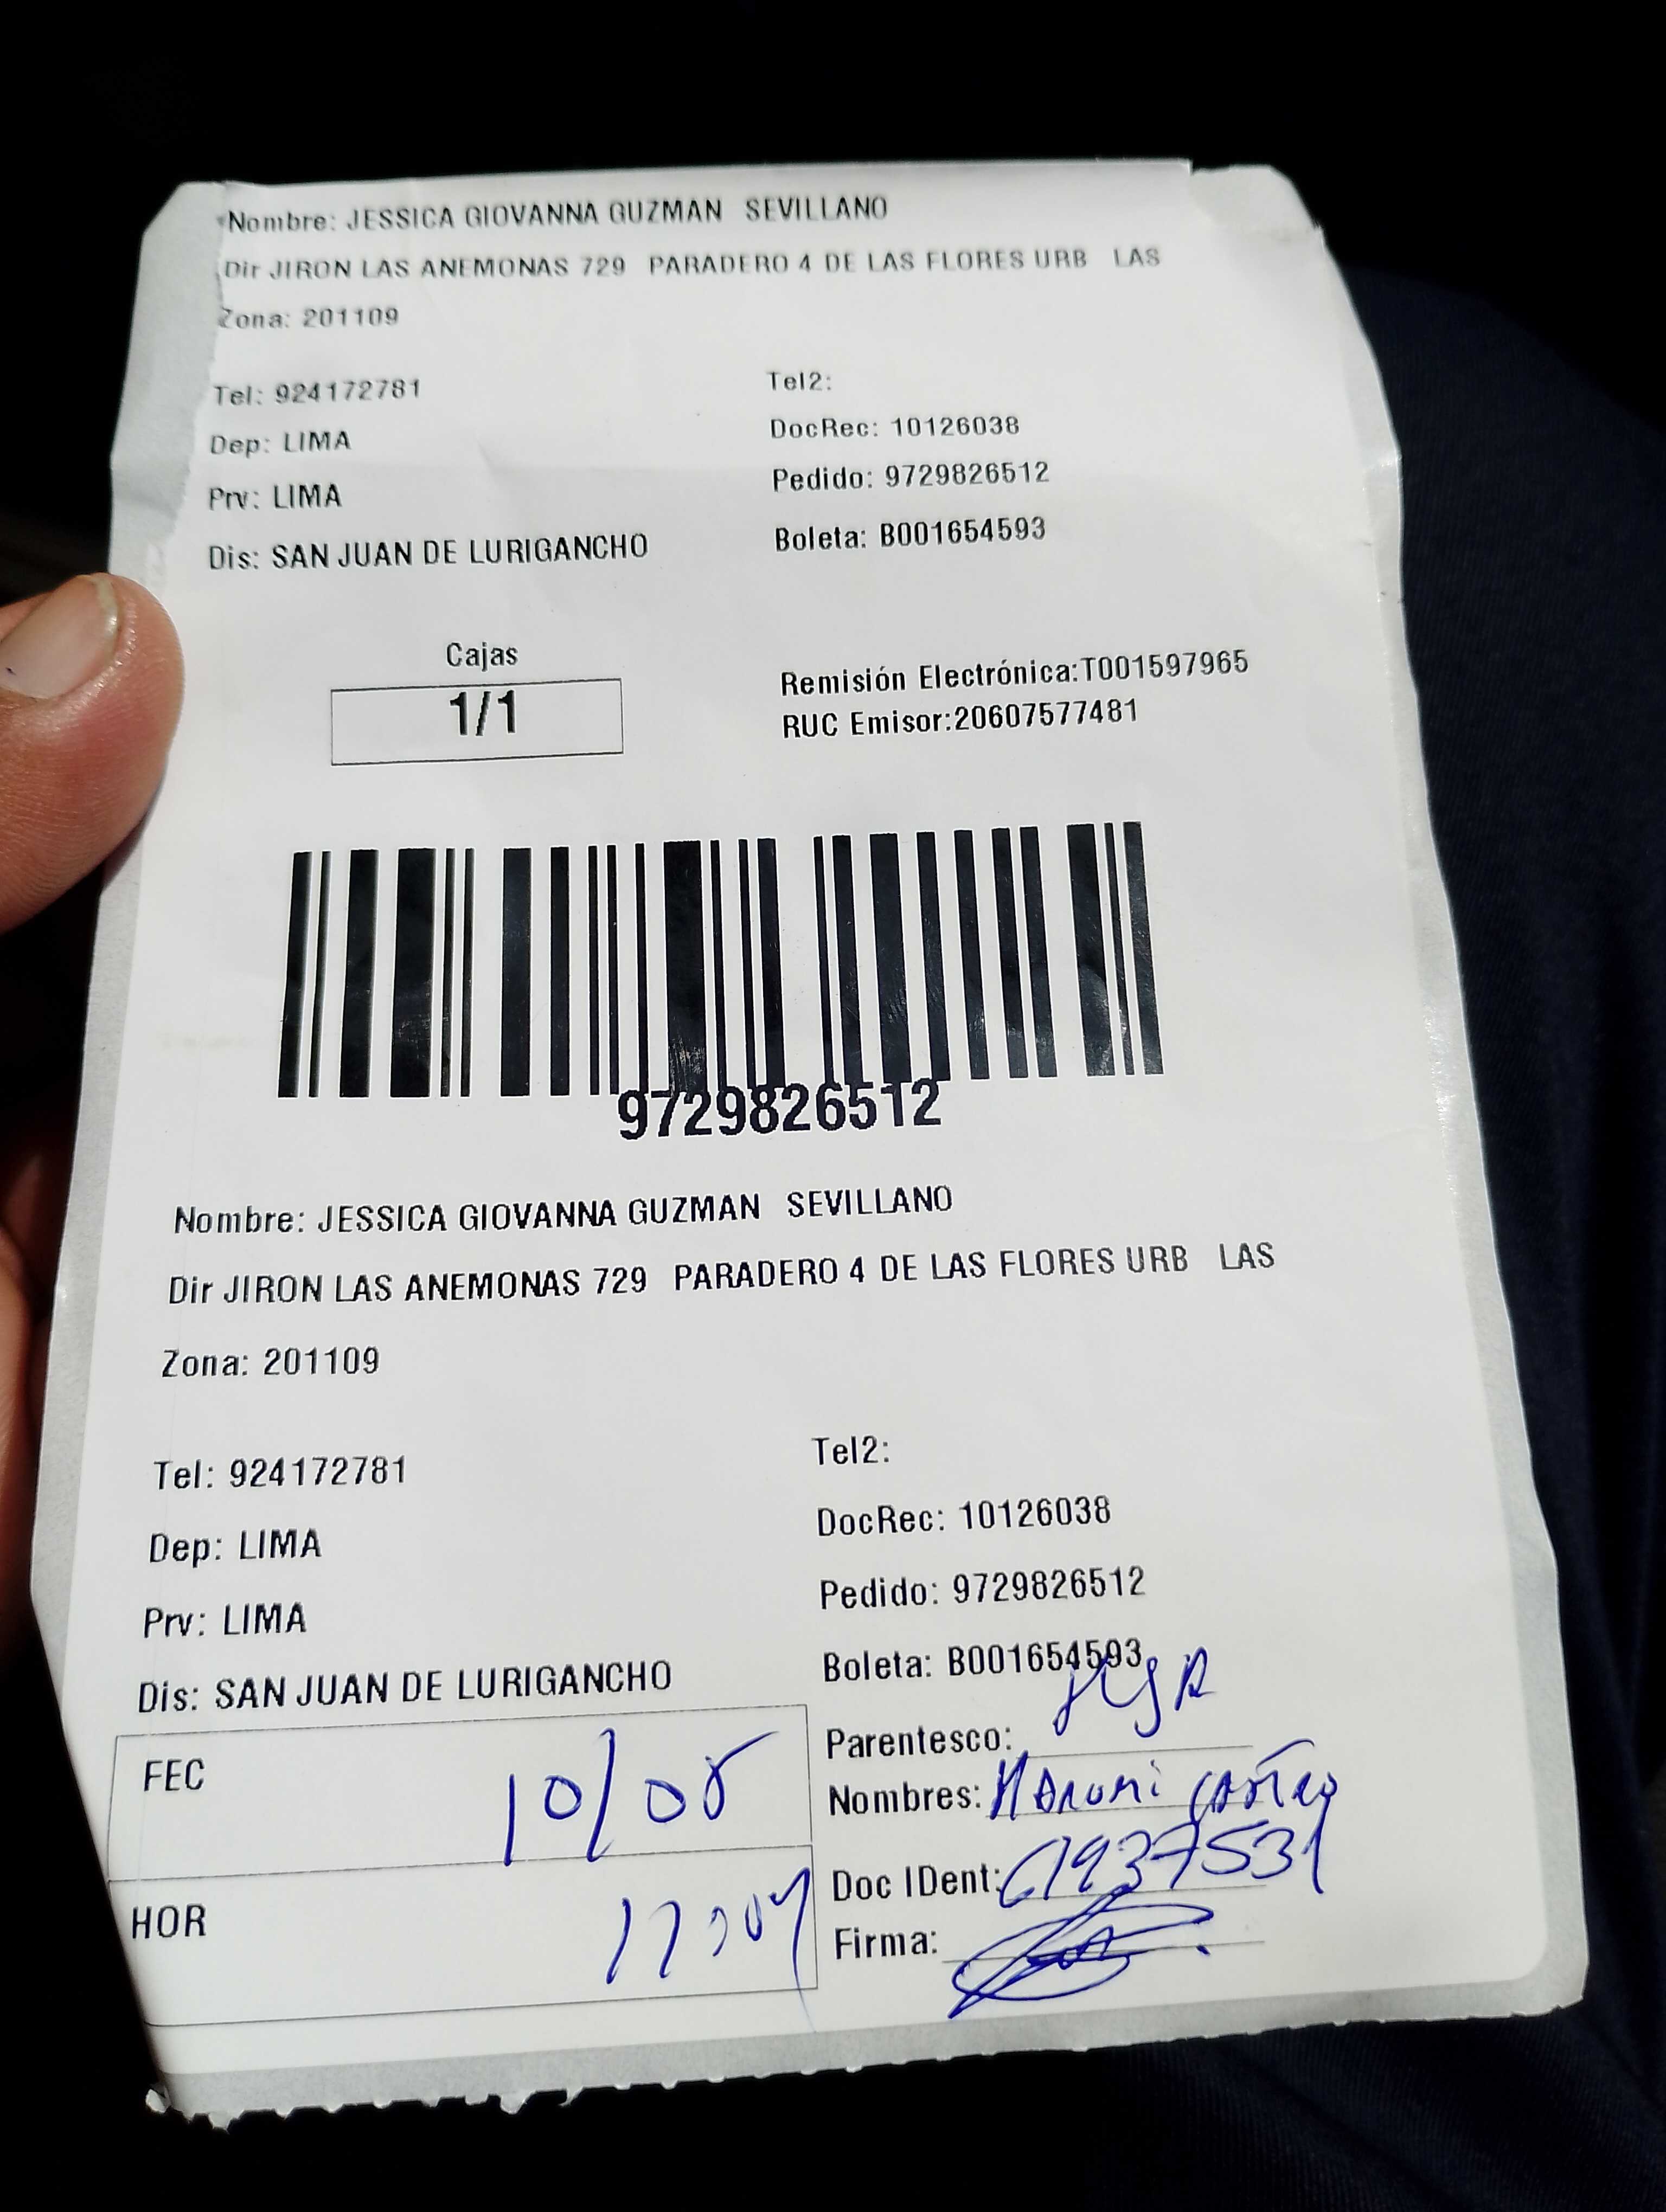 Nombre: JESSICA GIOVANNA GUZMAN SEVILLANO
Dir JIRON LAS ANEMONAS 729 PARADERO 4 DE LAS FLORES URB LAS
Zona: 201109
Tel: 924172781 Tel2:
Dep: LIMA DocRec: 10126038
Prv: LIMA Pedido: 9729826512
Dis: SAN JUAN DE LURIGANCHO Boleta: B001654593
Cajas
1/1
Remisión Electrónica:T001597965
RUC Emisor:20607577481
9729826512
Nombre: JESSICA GIOVANNA GUZMAN SEVILLANO
Dir JIRON LAS ANEMONAS 729 PARADERO 4 DE LAS FLORES URB LAS
Zona: 201109
Tel: 924172781 Tel2:
Dep: LIMA DocRec: 10126038
Prv: LIMA Pedido: 9729826512
Dis: SAN JUAN DE LURIGANCHO Boleta: B001654593
FEC 10/05
HOR
Parentesco:
Nombres: Castro
Doc IDent: 61937531
Firma: